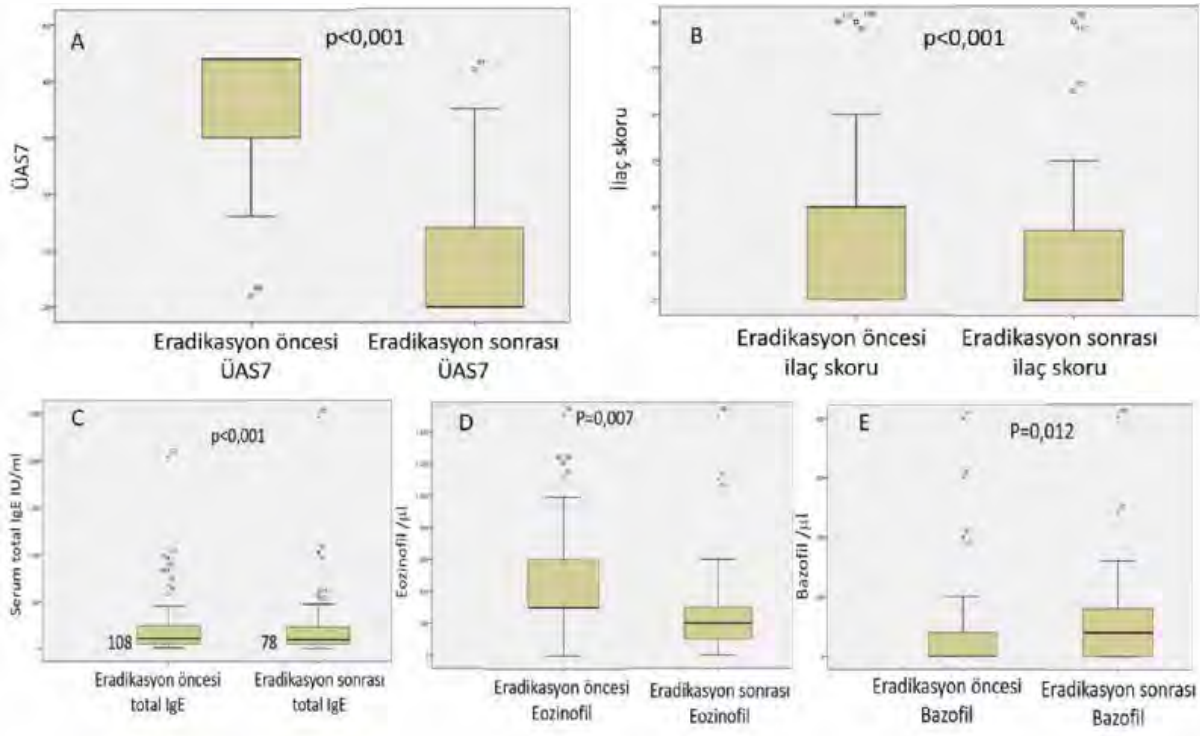 A
p<0,001
ÜAS7
Eradikasyon öncesi
ÜAS7
Eradikasyon sonrası
ÜAS7
B
p<0,001
İlaç skoru
Eradikasyon öncesi
ilaç skoru
Eradikasyon sonrası
ilaç skoru
C
p<0,001
Serum total IgE IU/ml
108
78
Eradikasyon öncesi
total IgE
Eradikasyon sonrası
total IgE
D
P=0,007
Eozinofil /µl
Eradikasyon öncesi
Eozinofil
Eradikasyon sonrası
Eozinofil
E
P=0,012
Bazofil /µl
Eradikasyon öncesi
Bazofil
Eradikasyon sonrası
Bazofil